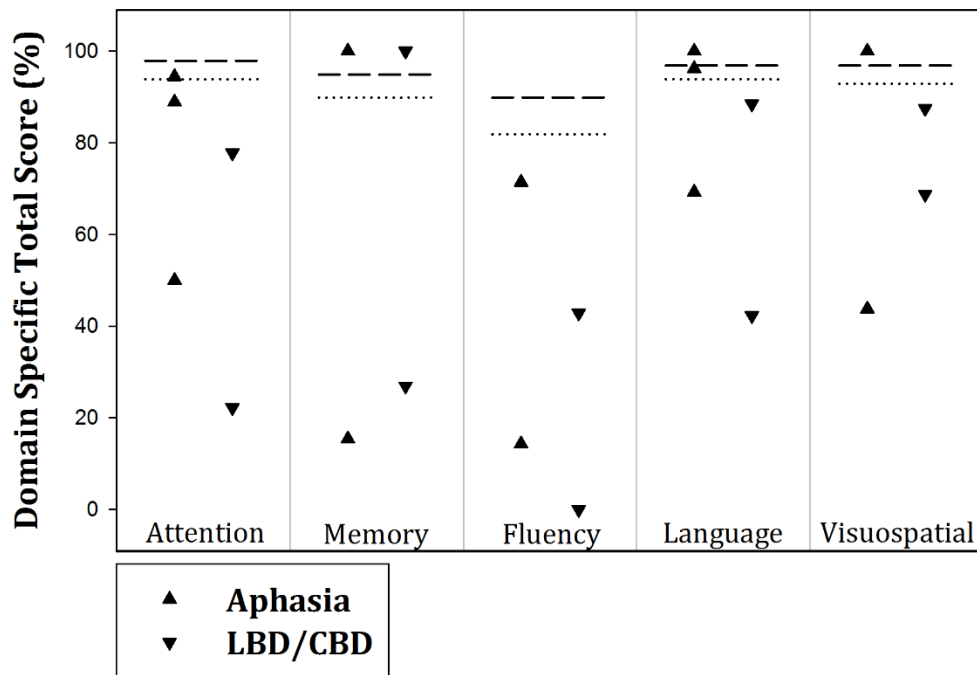 Domain Specific Total Score (%)
100
80
60
40
20
0
Attention Memory Fluency Language Visuospatial
▲ Aphasia
▼ LBD/CBD